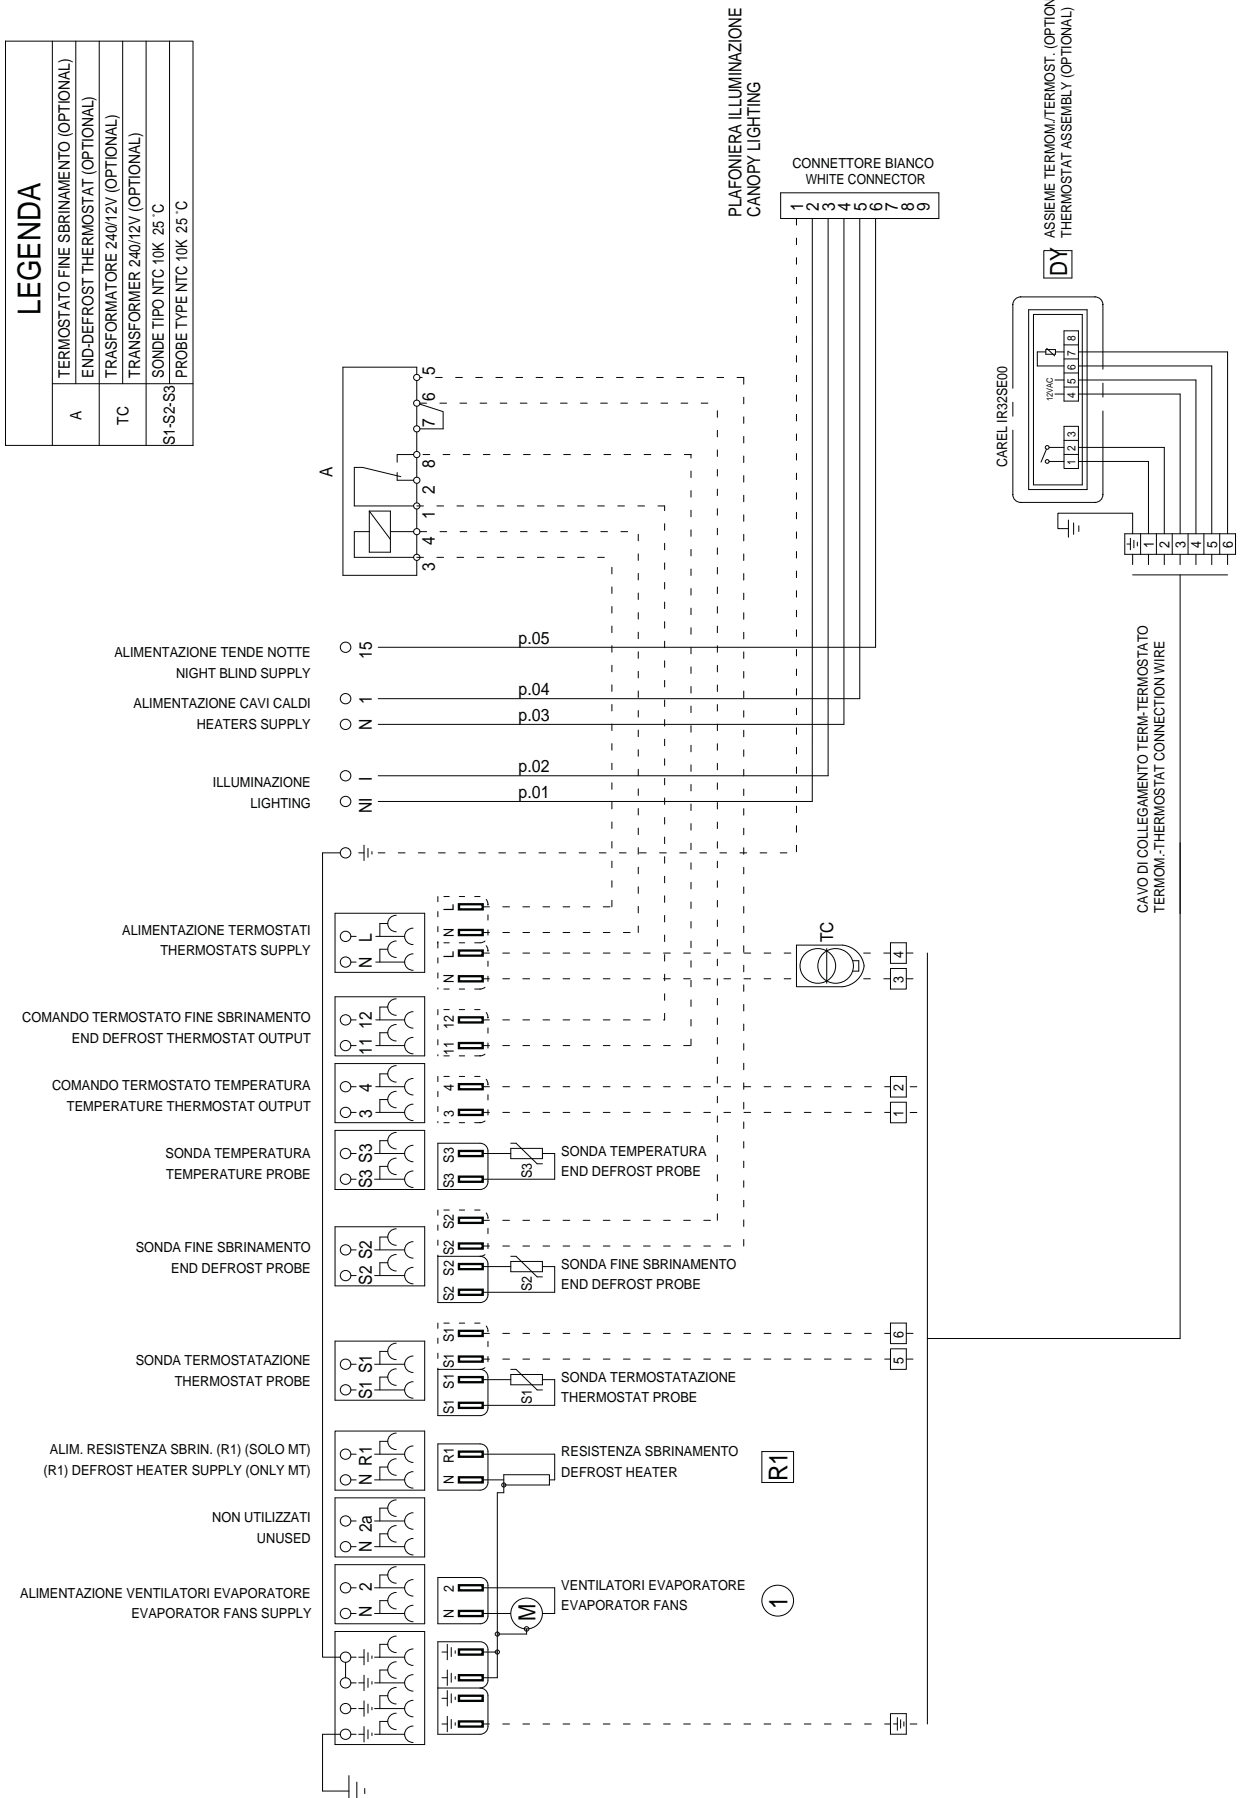 LEGENDA
A
TERMOSTATO FINE SBRINAMENTO (OPTIONAL)
END-DEFROST THERMOSTAT (OPTIONAL)
TC
TRASFORMATORE 240/12V (OPTIONAL)
TRANSFORMER 240/12V (OPTIONAL)
S1-S2-S3
SONDE TIPO NTC 10K 25 °C
PROBE TYPE NTC 10K 25 °C
PLAFONIERA ILLUMINAZIONE
CANOPY LIGHTING
CONNETTORE BIANCO
WHITE CONNECTOR
1 2 3 4 5 6 7 8 9
DY
ASSIEME TERMOM./TERMOST. (OPTION
THERMOSTAT ASSEMBLY (OPTIONAL)
CAREL IR32SE00
12VAC
1 2 3 4 5 6 7 8
1 2 3 4 5 6
CAVO DI COLLEGAMENTO TERM-TERMOSTATO
TERMOM.-THERMOSTAT CONNECTION WIRE
A
3 4 1 2 8 7 6 5
ALIMENTAZIONE TENDE NOTTE
NIGHT BLIND SUPPLY
15
p.05
ALIMENTAZIONE CAVI CALDI
HEATERS SUPPLY
1
p.04
N
p.03
ILLUMINAZIONE
LIGHTING
I
p.02
NI
p.01
ALIMENTAZIONE TERMOSTATI
THERMOSTATS SUPPLY
N L
N L N L
TC
4
3
COMANDO TERMOSTATO FINE SBRINAMENTO
END DEFROST THERMOSTAT OUTPUT
11 12
11 12
COMANDO TERMOSTATO TEMPERATURA
TEMPERATURE THERMOSTAT OUTPUT
3 4
3 4
2
1
SONDA TEMPERATURA
TEMPERATURE PROBE
S3 S3
S3 S3
S3
SONDA TEMPERATURA
END DEFROST PROBE
SONDA FINE SBRINAMENTO
END DEFROST PROBE
S2 S2
S2 S2 S2 S2
S2
SONDA FINE SBRINAMENTO
END DEFROST PROBE
SONDA TERMOSTATAZIONE
THERMOSTAT PROBE
S1 S1
S1 S1 S1 S1
S1
SONDA TERMOSTATAZIONE
THERMOSTAT PROBE
6
5
ALIM. RESISTENZA SBRIN. (R1) (SOLO MT)
(R1) DEFROST HEATER SUPPLY (ONLY MT)
N R1
N R1
RESISTENZA SBRINAMENTO
DEFROST HEATER
R1
NON UTILIZZATI
UNUSED
N 2a
ALIMENTAZIONE VENTILATORI EVAPORATORE
EVAPORATOR FANS SUPPLY
N 2
N 2
M
VENTILATORI EVAPORATORE
EVAPORATOR FANS
1